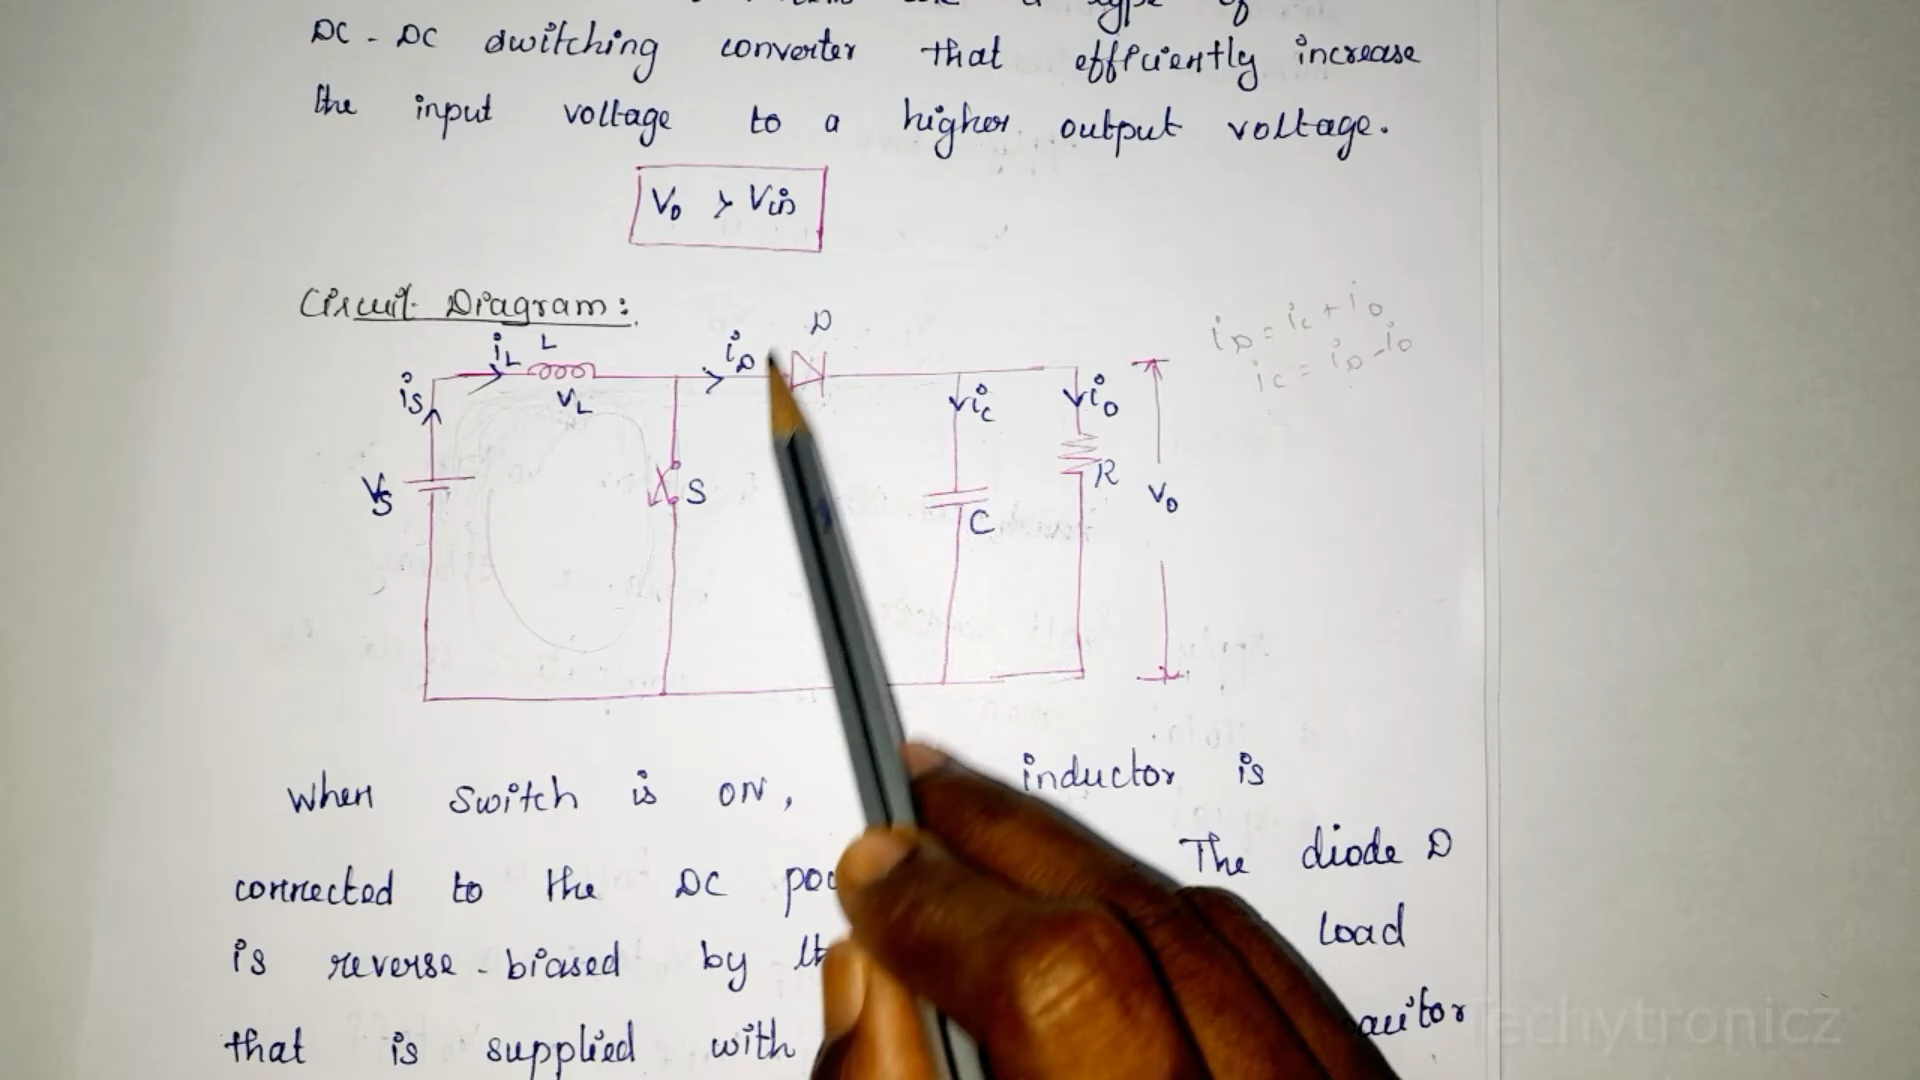 a type of
DC - DC switching converter that efficiently increase
the input voltage to a higher output voltage.
V₀ > Vin
Circuit Diagram:
iL L
iD
D
iD = ic + i0
ic = iD - i0
iS
VL
ic
i0
VS
S
R
V0
C
When switch is ON, inductor is
connected to the DC The diode D
is reverse - biased by load
that is supplied with
Techytronicz